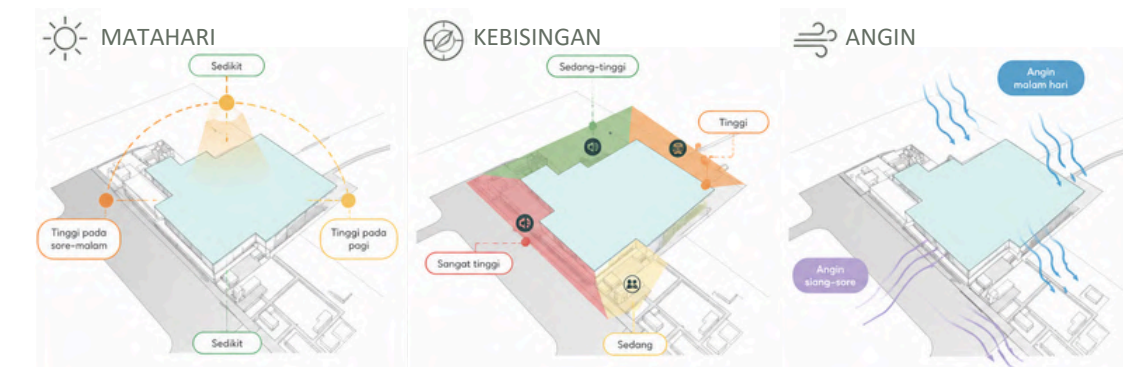 MATAHARI
Sedikit
Tinggi pada
sore-malam
Tinggi pada
pagi
Sedikit
KEBISINGAN
Sedang-tinggi
Tinggi
Sangat tinggi
Sedang
ANGIN
Angin
malam hari
Angin
siang-sore